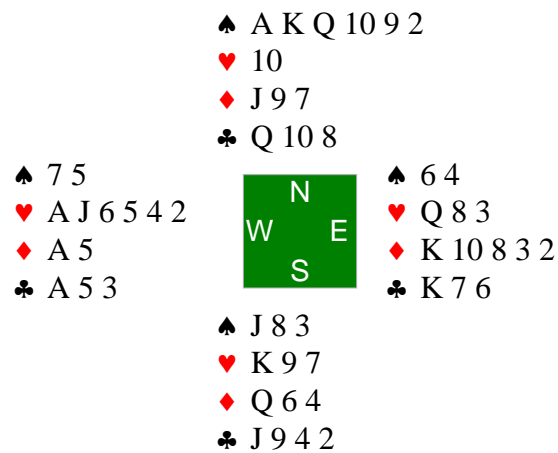 ♠ A K Q 10 9 2
♥ 10
♦ J 9 7
♣ Q 10 8
♠ 7 5
♥ A J 6 5 4 2
♦ A 5
♣ A 5 3
N
W E
S
♠ 6 4
♥ Q 8 3
♦ K 10 8 3 2
♣ K 7 6
♠ J 8 3
♥ K 9 7
♦ Q 6 4
♣ J 9 4 2